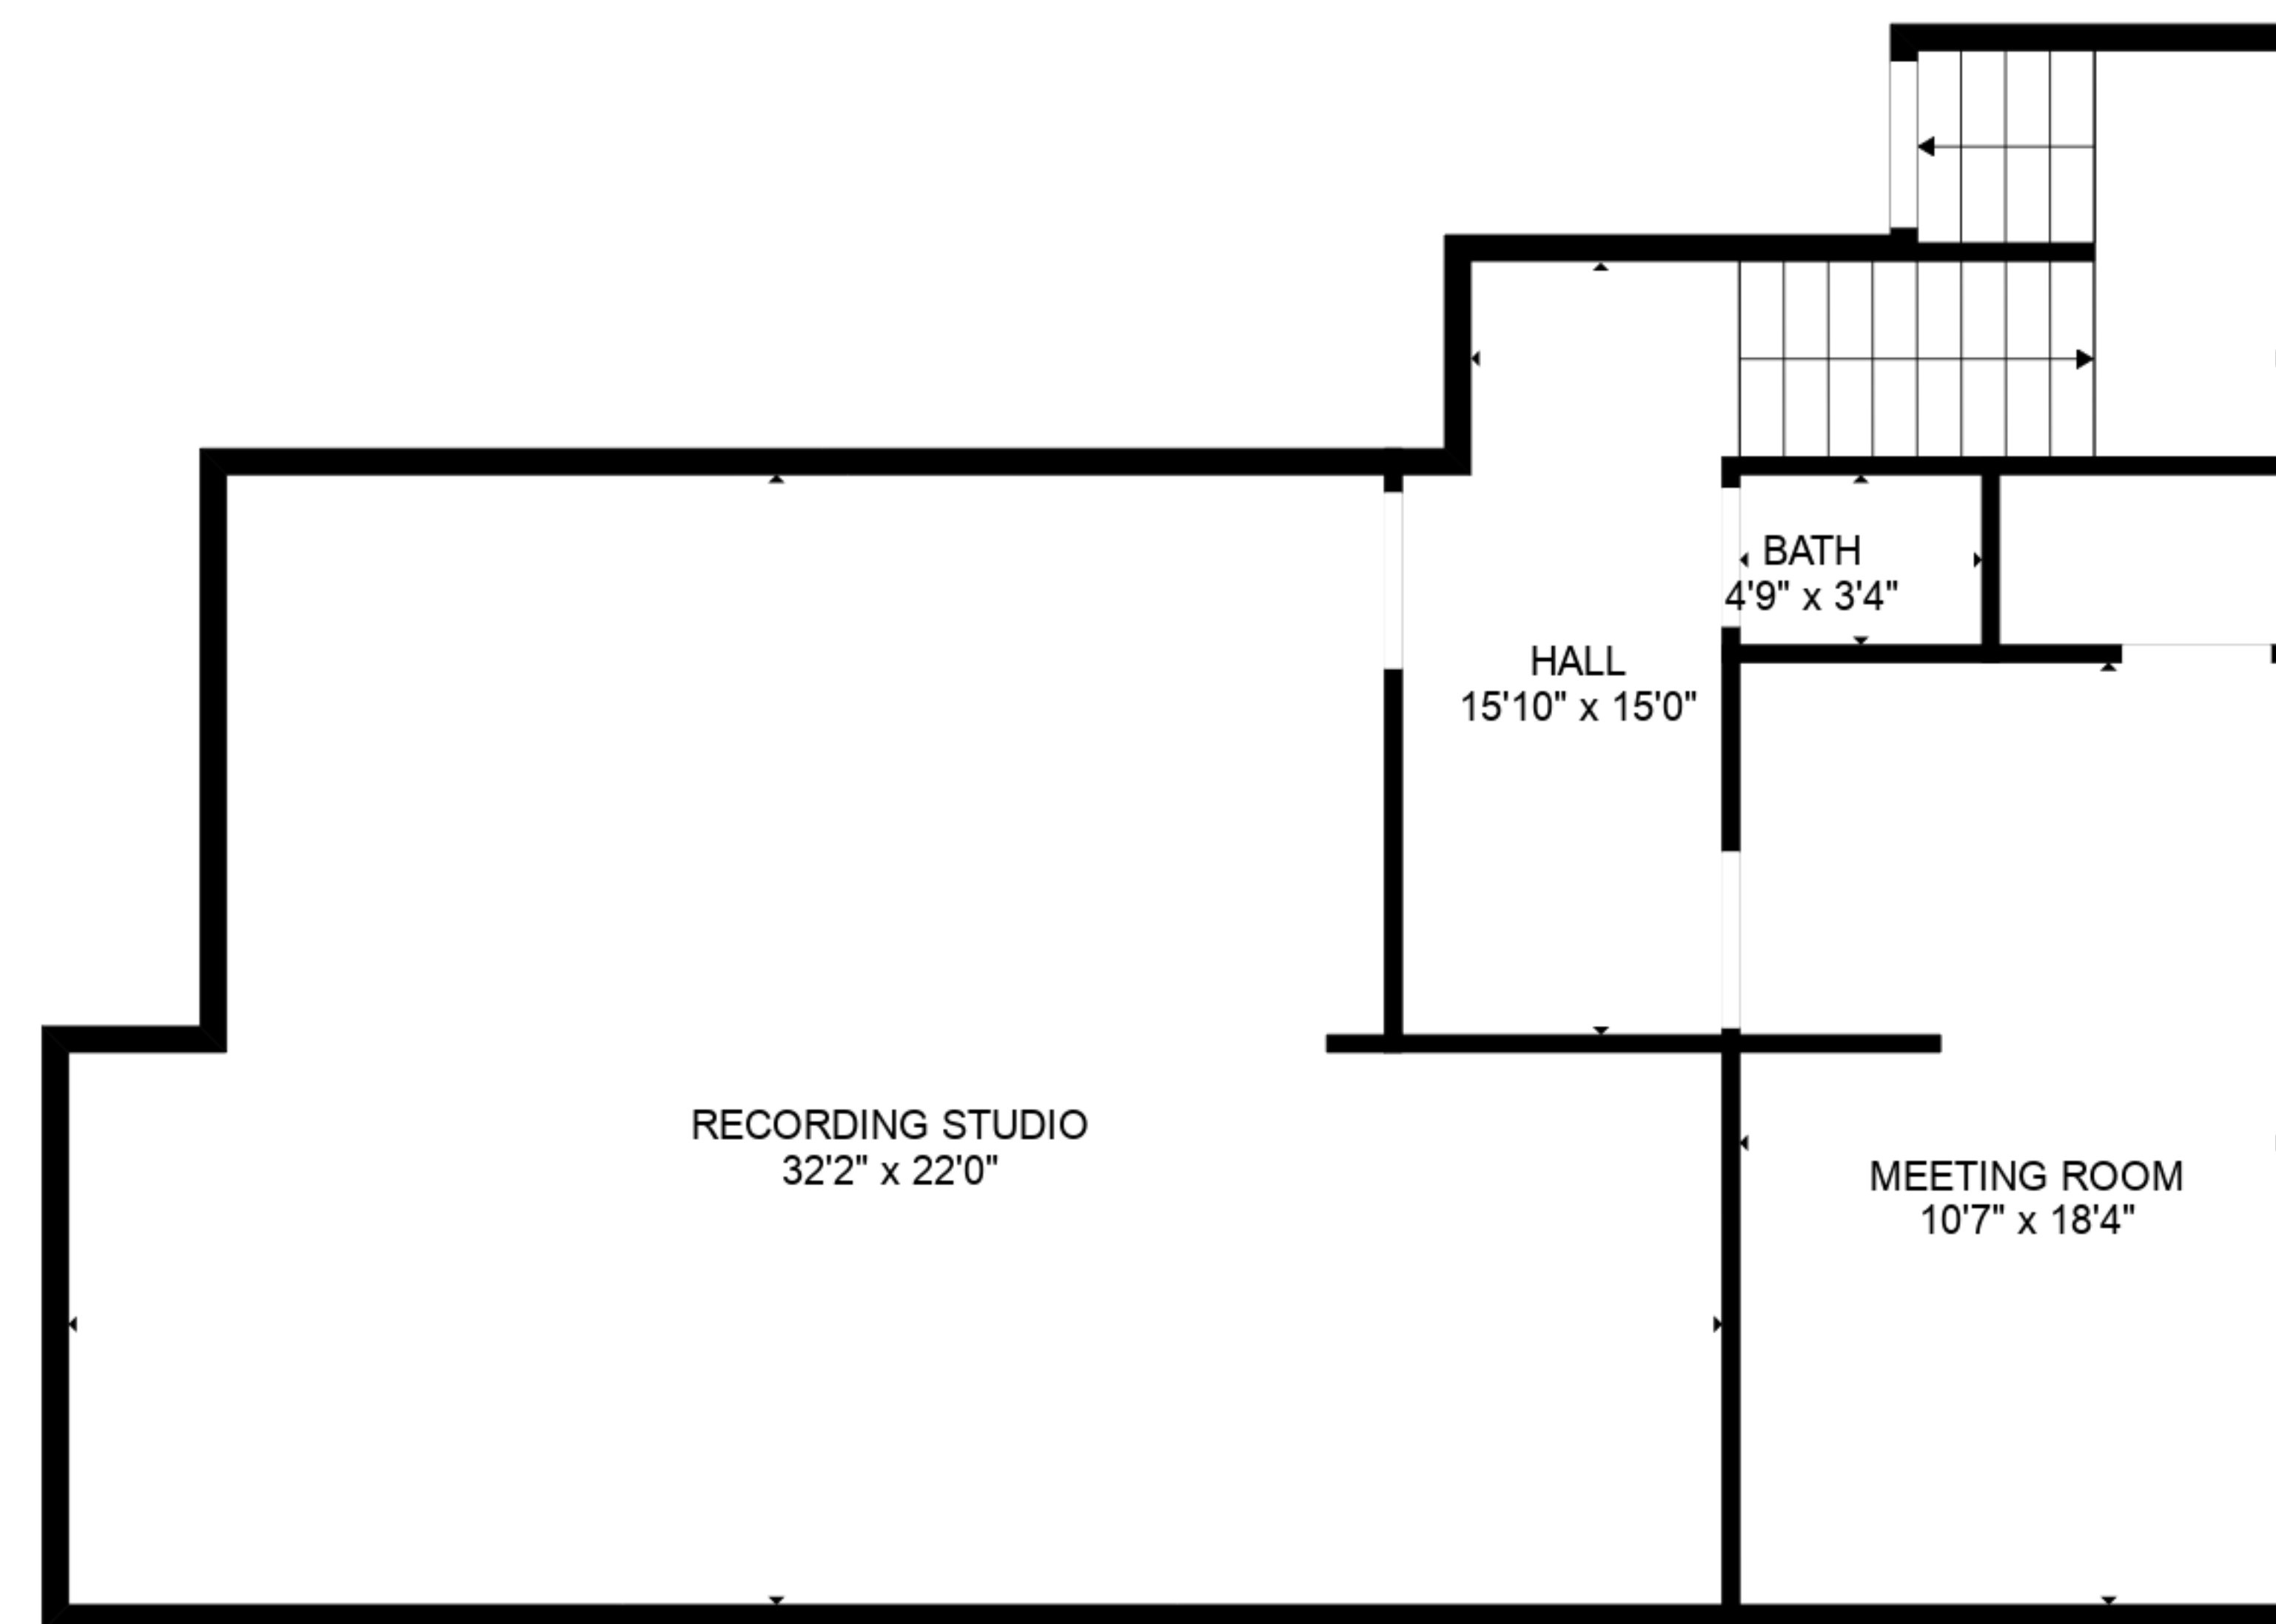 BATH
4'9" x 3'4"
HALL
15'10" x 15'0"
RECORDING STUDIO
32'2" x 22'0"
MEETING ROOM
10'7" x 18'4"